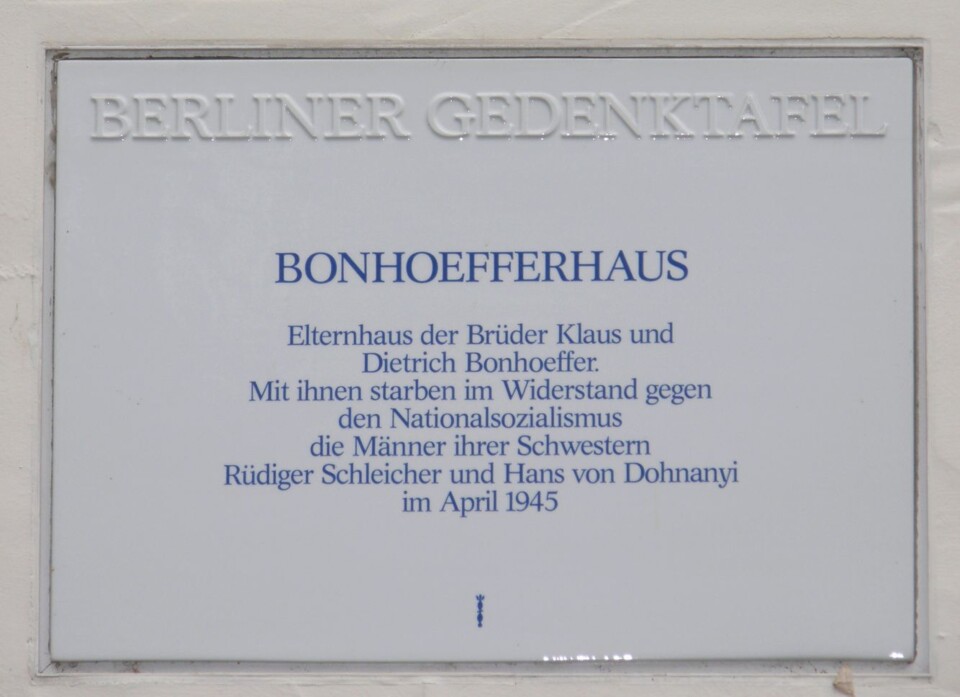 BERLINER GEDENKTAFEL
BONHOEFFERHAUS
Elternhaus der Brüder Klaus und
Dietrich Bonhoeffer.
Mit ihnen starben im Widerstand gegen
den Nationalsozialismus
die Männer ihrer Schwestern
Rüdiger Schleicher und Hans von Dohnanyi
im April 1945